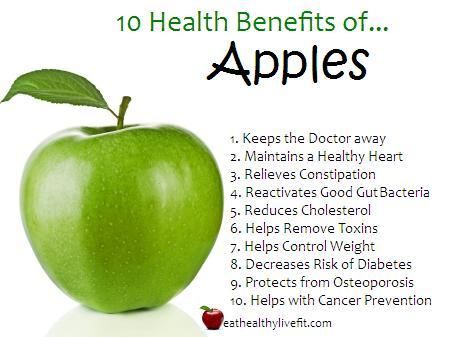 10 Health Benefits of...
Apples
1. Keeps the Doctor away
2. Maintains a Healthy Heart
3. Relieves Constipation
4. Reactivates Good Gut Bacteria
5. Reduces Cholesterol
6. Helps Remove Toxins
7. Helps Control Weight
8. Decreases Risk of Diabetes
9. Protects from Osteoporosis
10. Helps with Cancer Prevention
eathealthylivefit.com